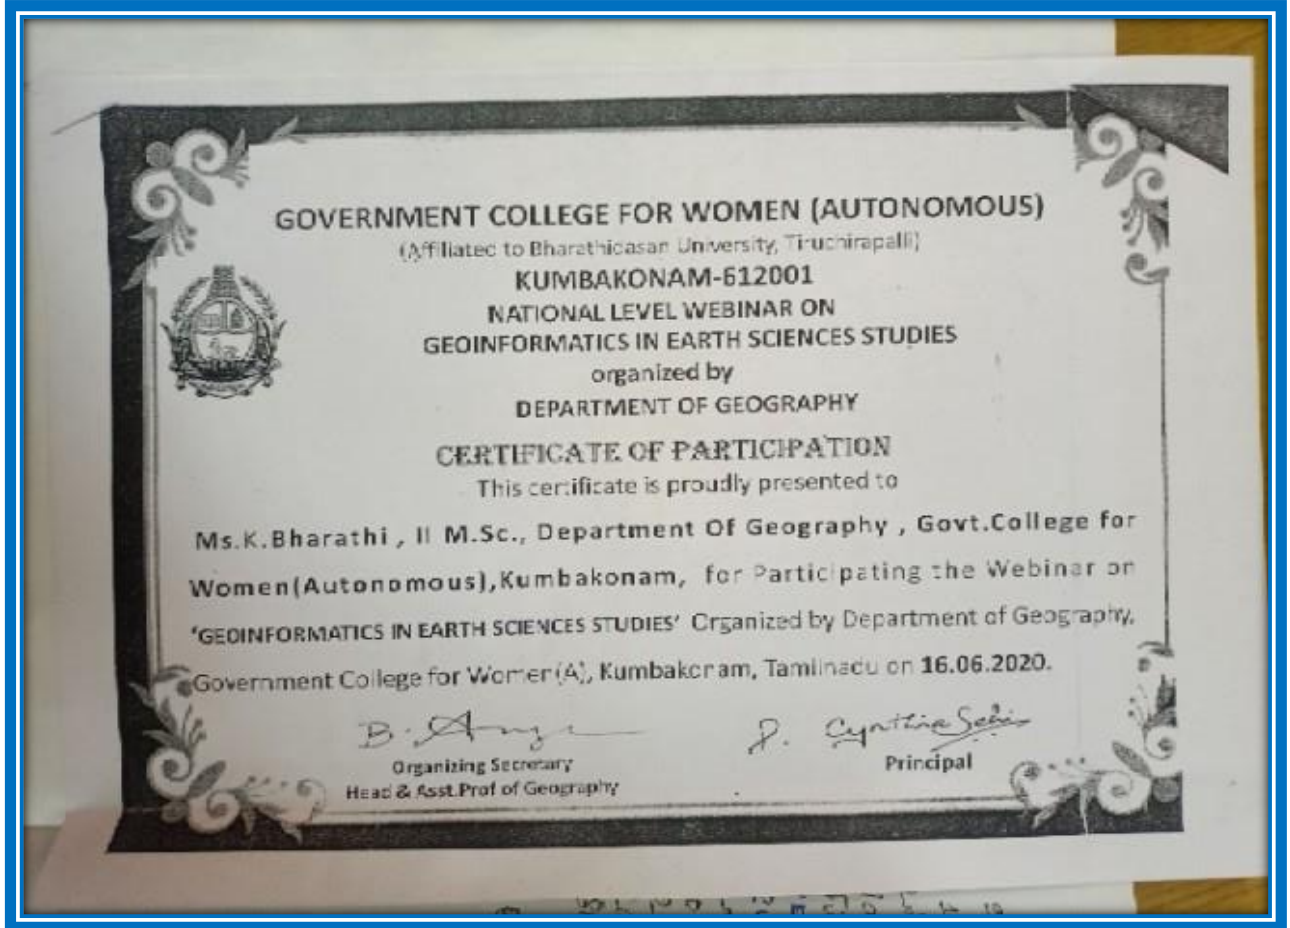 GOVERNMENT COLLEGE FOR WOMEN (AUTONOMOUS)
(Affiliated to Bharathidasan University, Tiruchirapalli)
KUMBAKONAM-612001
NATIONAL LEVEL WEBINAR ON
GEOINFORMATICS IN EARTH SCIENCES STUDIES
organized by
DEPARTMENT OF GEOGRAPHY
CERTIFICATE OF PARTICIPATION
This certificate is proudly presented to
Ms.K.Bharathi , II M.Sc., Department Of Geography , Govt.College for
Women(Autonomous),Kumbakonam, for Participating the Webinar on
'GEOINFORMATICS IN EARTH SCIENCES STUDIES' Organized by Department of Geography,
Government College for Women(A), Kumbakonam, Tamilnadu on 16.06.2020.
B. P. Cynthia
Organizing Secretary Principal
Head & Asst.Prof of Geography